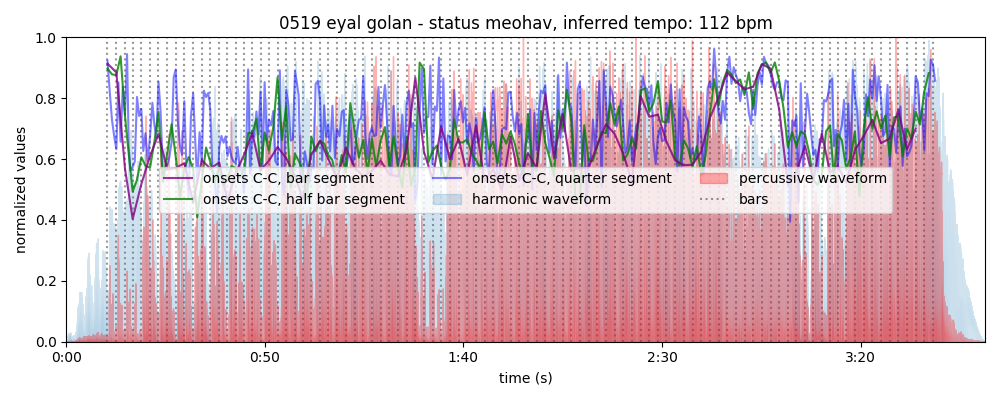 0519 eyal golan - status meohav, inferred tempo: 112 bpm
1.0
0.8
0.6
0.4
0.2
0.0
normalized values
onsets C-C, bar segment
onsets C-C, half bar segment
onsets C-C, quarter segment
harmonic waveform
percussive waveform
bars
0:00 0:50 1:40 2:30 3:20
time (s)